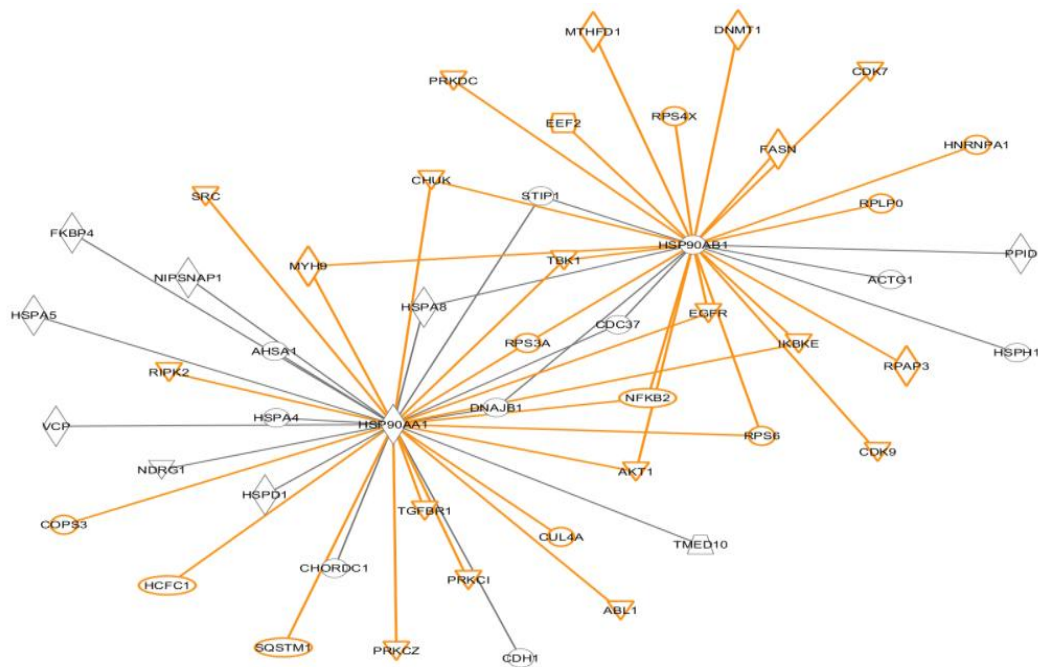 MTHFD1
DNMT1
PRKDC
CDK7
EEF2
RPS4X
FASN
HNRNPA1
SRC
CHUK
STIP1
RPLP0
FKBP4
HSP90AB1
PPID
MYH9
TBK1
NIPSNAP1
ACTG1
HSPA5
HSPA8
EGFR
CDC37
AHSA1
RPS3A
IKBKE
HSPH1
RIPK2
RPAP3
NFKB2
DNAJB1
HSPA4
VCP
HSP90AA1
RPS6
CDK9
NDRG1
AKT1
HSPD1
TGFBR1
COPS3
CUL4A
TMED10
CHORDC1
PRKCI
HCFC1
ABL1
SQSTM1
PRKCZ
CDH1